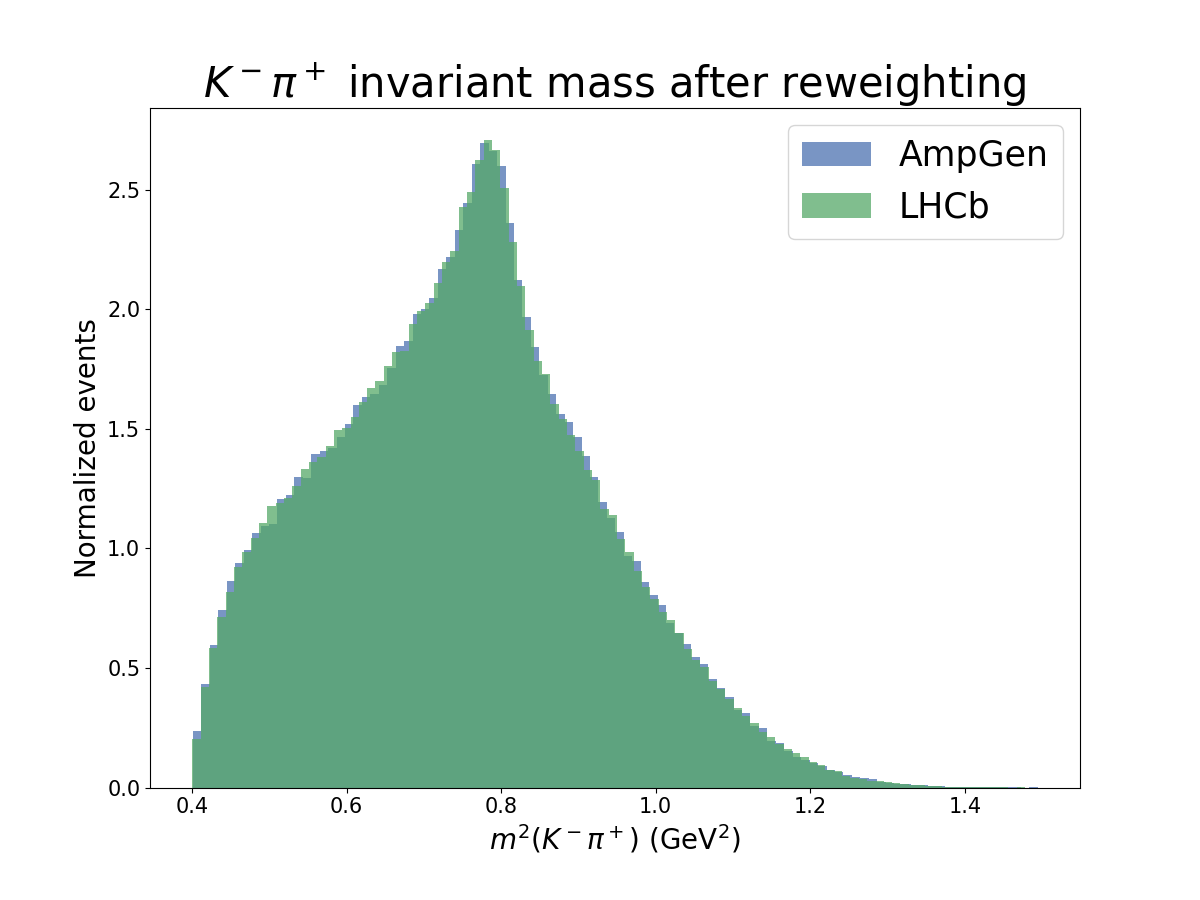 K⁻π⁺ invariant mass after reweighting
AmpGen
LHCb
Normalized events
2.5
2.0
1.5
1.0
0.5
0.0
0.4 0.6 0.8 1.0 1.2 1.4
m²(K⁻π⁺) (GeV²)